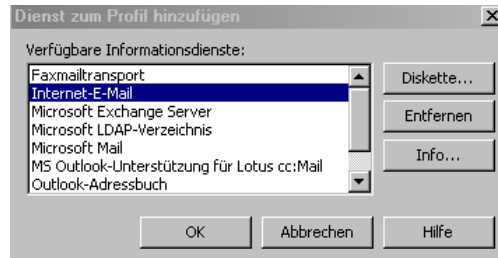 Dienst zum Profil hinzufügen
Verfügbare Informationsdienste:
Faxmailtransport
Internet-E-Mail
Microsoft Exchange Server
Microsoft LDAP-Verzeichnis
Microsoft Mail
MS Outlook-Unterstützung für Lotus cc:Mail
Outlook-Adressbuch
Diskette...
Entfernen
Info...
OK Abbrechen Hilfe